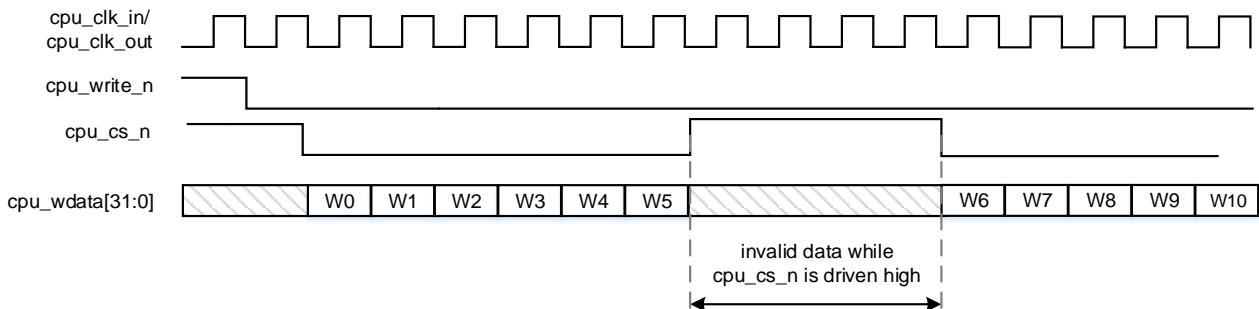 cpu_clk_in/
cpu_clk_out
cpu_write_n
cpu_cs_n
cpu_wdata[31:0]
W0 W1 W2 W3 W4 W5 W6 W7 W8 W9 W10
invalid data while
cpu_cs_n is driven high